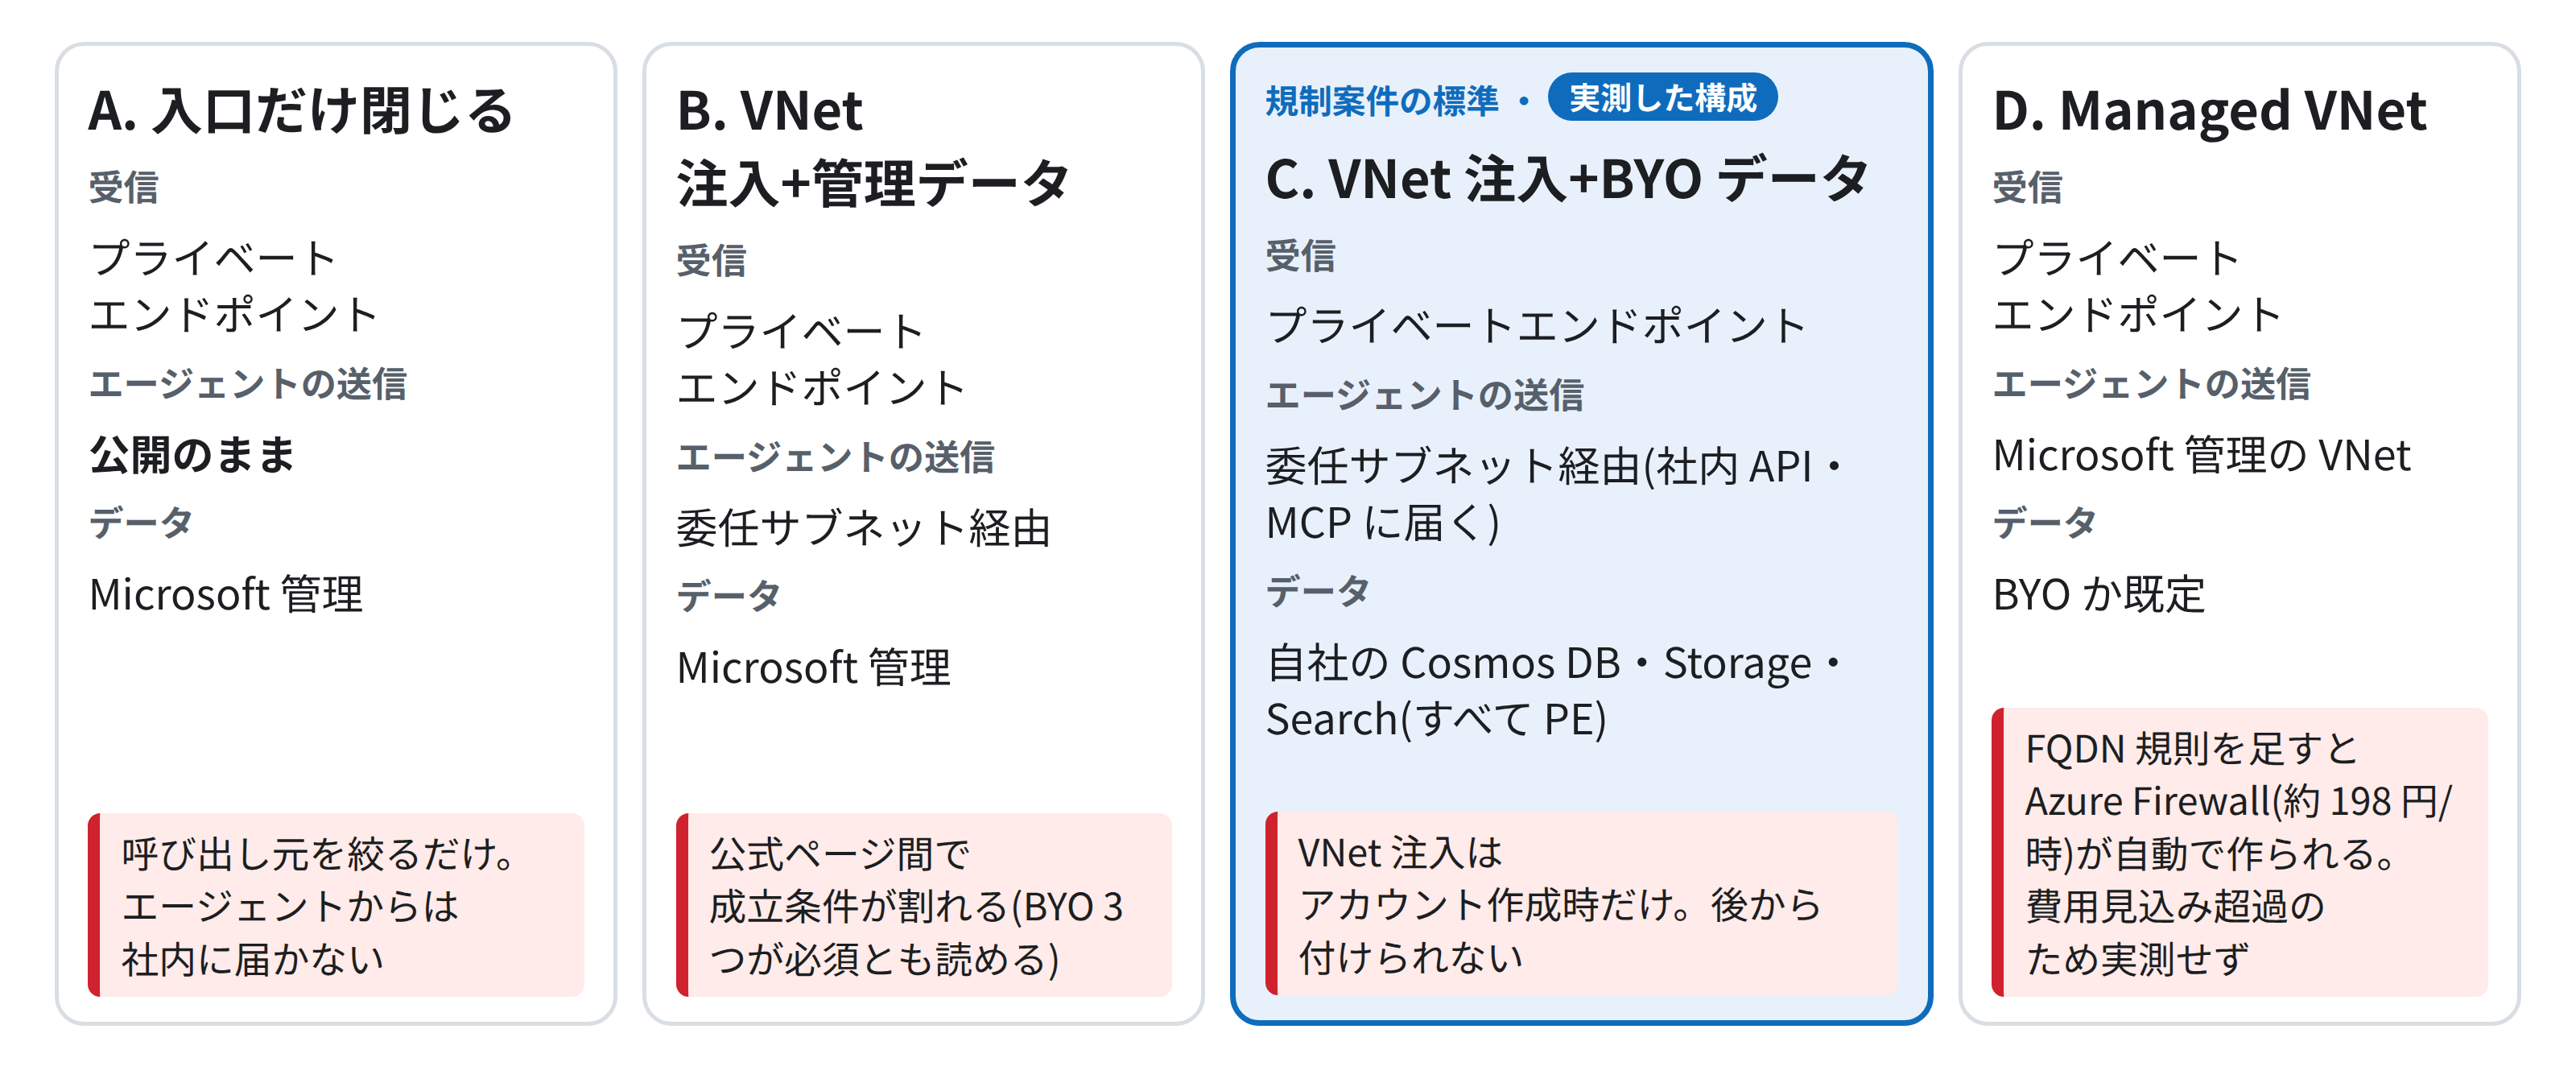 A. 入口だけ閉じる
受信
プライベート
エンドポイント
エージェントの送信
公開のまま
データ
Microsoft 管理
呼び出し元を絞るだけ。
エージェントからは
社内に届かない
B. VNet
注入+管理データ
受信
プライベート
エンドポイント
エージェントの送信
委任サブネット経由
データ
Microsoft 管理
公式ページ間で
成立条件が割れる(BYO 3
つが必須とも読める)
規制案件の標準・実測した構成
C. VNet 注入+BYO データ
受信
プライベートエンドポイント
エージェントの送信
委任サブネット経由(社内 API・
MCP に届く)
データ
自社の Cosmos DB・Storage・
Search(すべて PE)
VNet 注入は
アカウント作成時だけ。後から
付けられない
D. Managed VNet
受信
プライベート
エンドポイント
エージェントの送信
Microsoft 管理の VNet
データ
BYO か既定
FQDN 規則を足すと
Azure Firewall(約 198 円/
時)が自動で作られる。
費用見込み超過の
ため実測せず